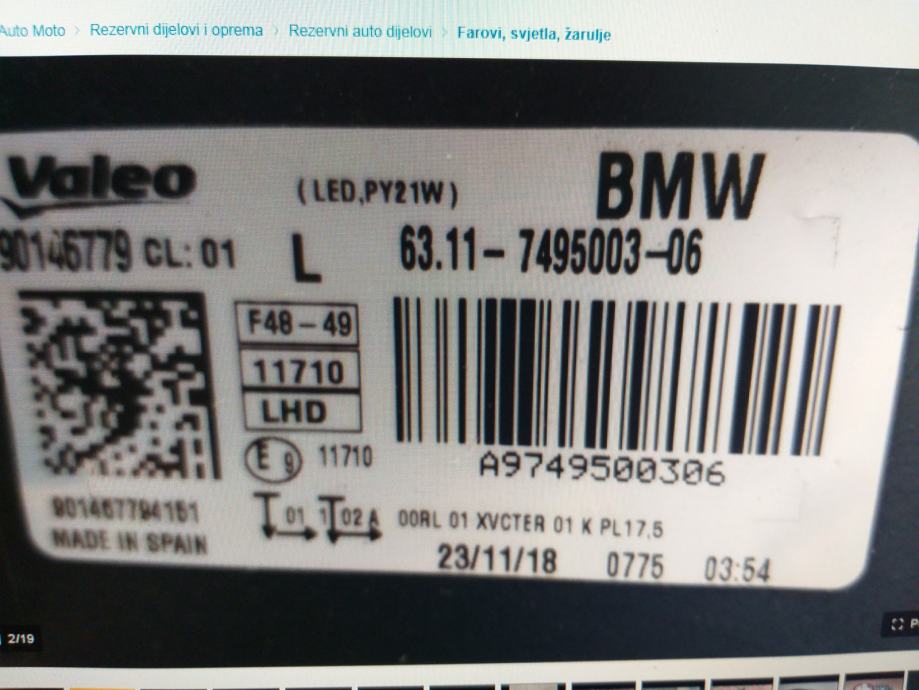 Auto Moto > Rezervni dijelovi i oprema > Rezervni auto dijelovi > Farovi, svjetla, žarulje
Valeo (LED,PY21W) BMW
90146779 CL: 01 L 63.11-7495003-06
F48-49
11710
LHD
E9 11710
A9749500306
901467794151
01 1 02 A 00RL 01 XVCTER 01 K PL17,5
MADE IN SPAIN
23/11/18 0775 03:54
2/19